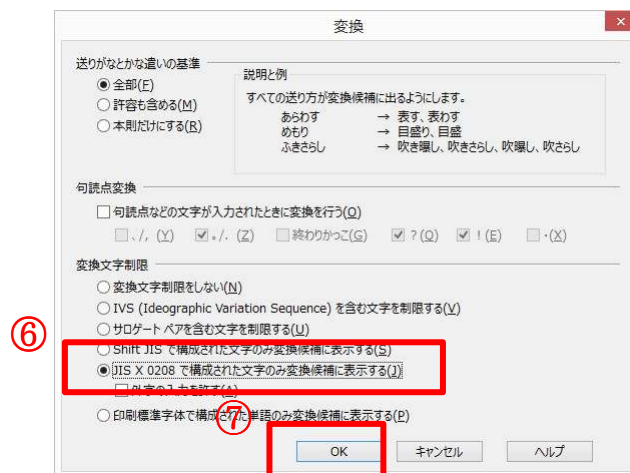 変換
×
送りがなとかな遣いの基準
全部(F)
許容も含める(M)
本則だけにする(R)
説明と例
すべての送り方が変換候補に出るようにします。
あらわす → 表す、表わす
めもり → 目盛り、目盛
ふきさらし → 吹き曝し、吹きさらし、吹曝し、吹さらし
句読点変換
句読点などの文字が入力されたときに変換を行う(O)
、/, (Y) 。/. (Z) 終わりかっこ(G) ?(Q) !(E) ・(X)
変換文字制限
変換文字制限をしない(N)
IVS (Ideographic Variation Sequence) を含む文字を制限する(V)
サロゲート ペアを含む文字を制限する(U)
⑥
Shift JIS で構成された文字のみ変換候補に表示する(S)
JIS X 0208 で構成された文字のみ変換候補に表示する(J)
外字の入力を許す(A)
⑦
印刷標準字体で構成された単語のみ変換候補に表示する(P)
OK キャンセル ヘルプ